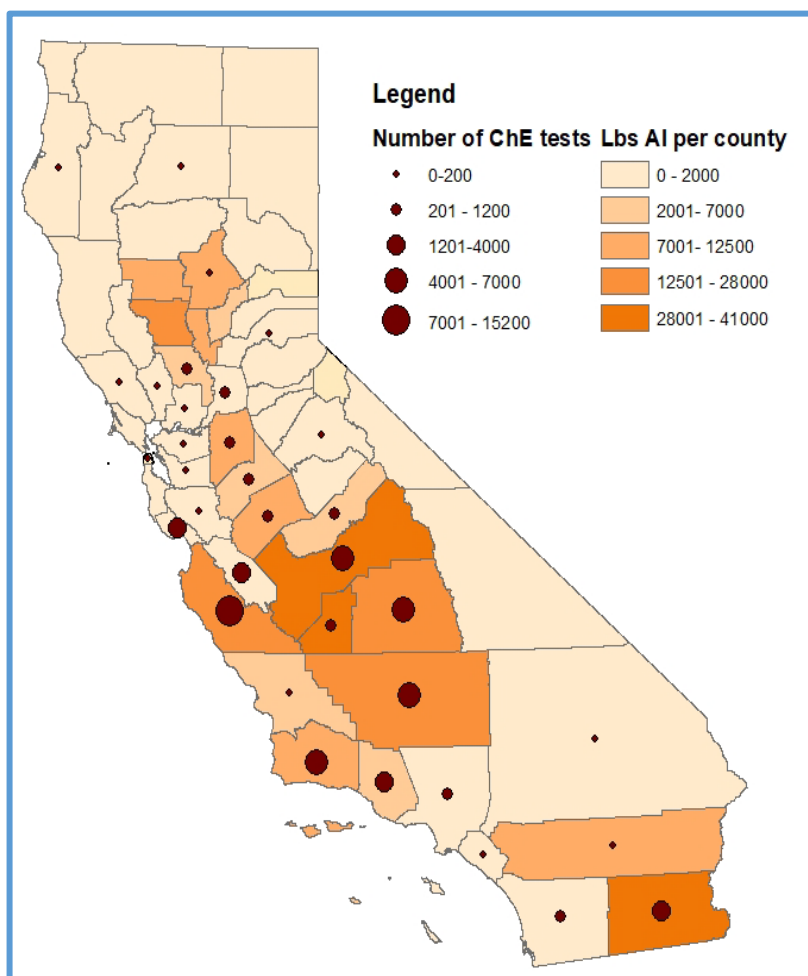 Legend
Number of ChE tests
0-200
201 - 1200
1201-4000
4001 - 7000
7001 - 15200
Lbs AI per county
0 - 2000
2001- 7000
7001- 12500
12501 - 28000
28001 - 41000